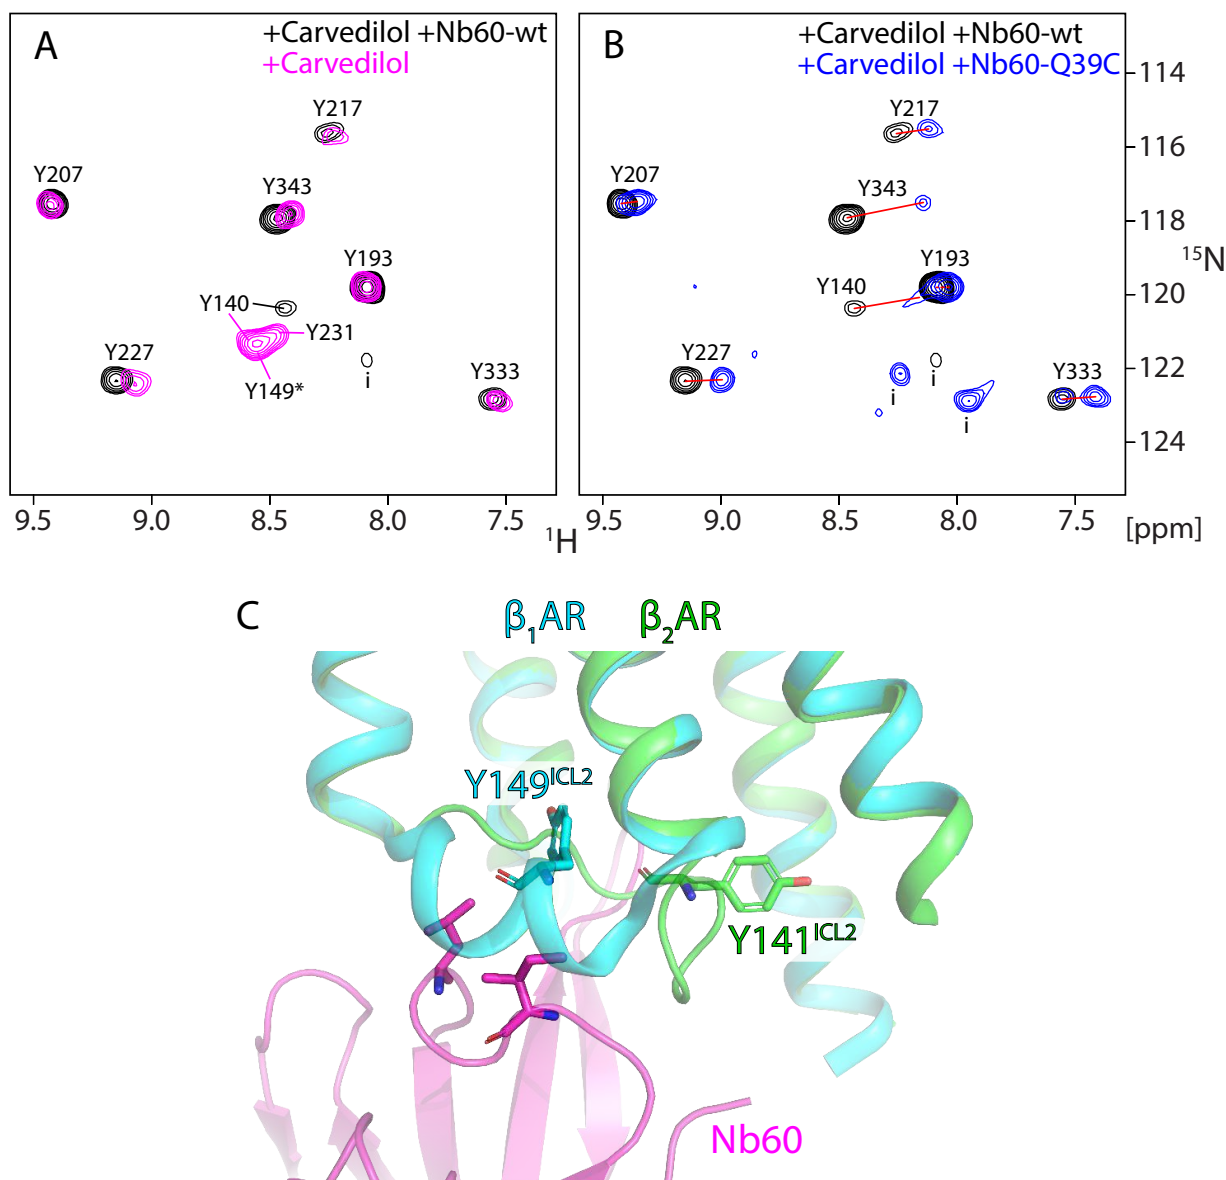 A
+Carvedilol +Nb60-wt
+Carvedilol
Y217
Y207
Y343
Y193
Y140
Y231
Y149*
i
Y227
Y333
9.5 9.0 8.5 8.0 7.5
¹H
B
+Carvedilol +Nb60-wt
+Carvedilol +Nb60-Q39C
Y217
Y207
Y343
Y193
Y140
Y227
i
i
i
Y333
9.5 9.0 8.5 8.0 7.5
[ppm]
114
116
118
¹⁵N
120
122
124
C
β₁AR β₂AR
Y149ᴵCL2
Y141ᴵCL2
Nb60